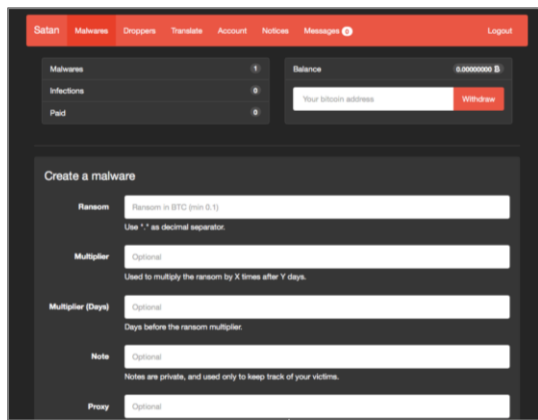 Satan Malwares Droppers Translate Account Notices Messages 0 Logout
Malwares 1
Infections 0
Paid 0
Balance 0.00000000 B
Your bitcoin address Withdraw
Create a malware
Ransom Ransom in BTC (min 0.1)
Use "." as decimal separator.
Multiplier Optional
Used to multiply the ransom by X times after Y days.
Multiplier (Days) Optional
Days before the ransom multiplier.
Note Optional
Notes are private, and used only to keep track of your victims.
Proxy Optional